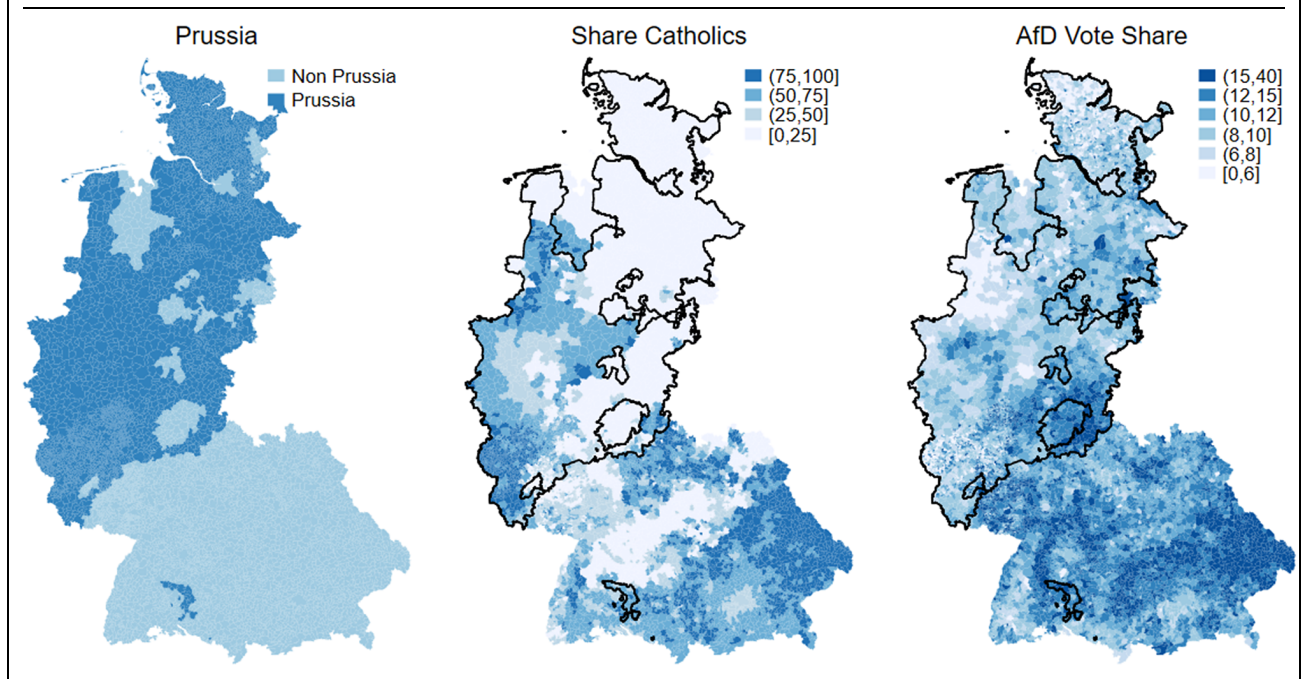 Prussia
Non Prussia
Prussia
Share Catholics
(75,100]
(50,75]
(25,50]
[0,25]
AfD Vote Share
(15,40]
(12,15]
(10,12]
(8,10]
(6,8]
[0,6]